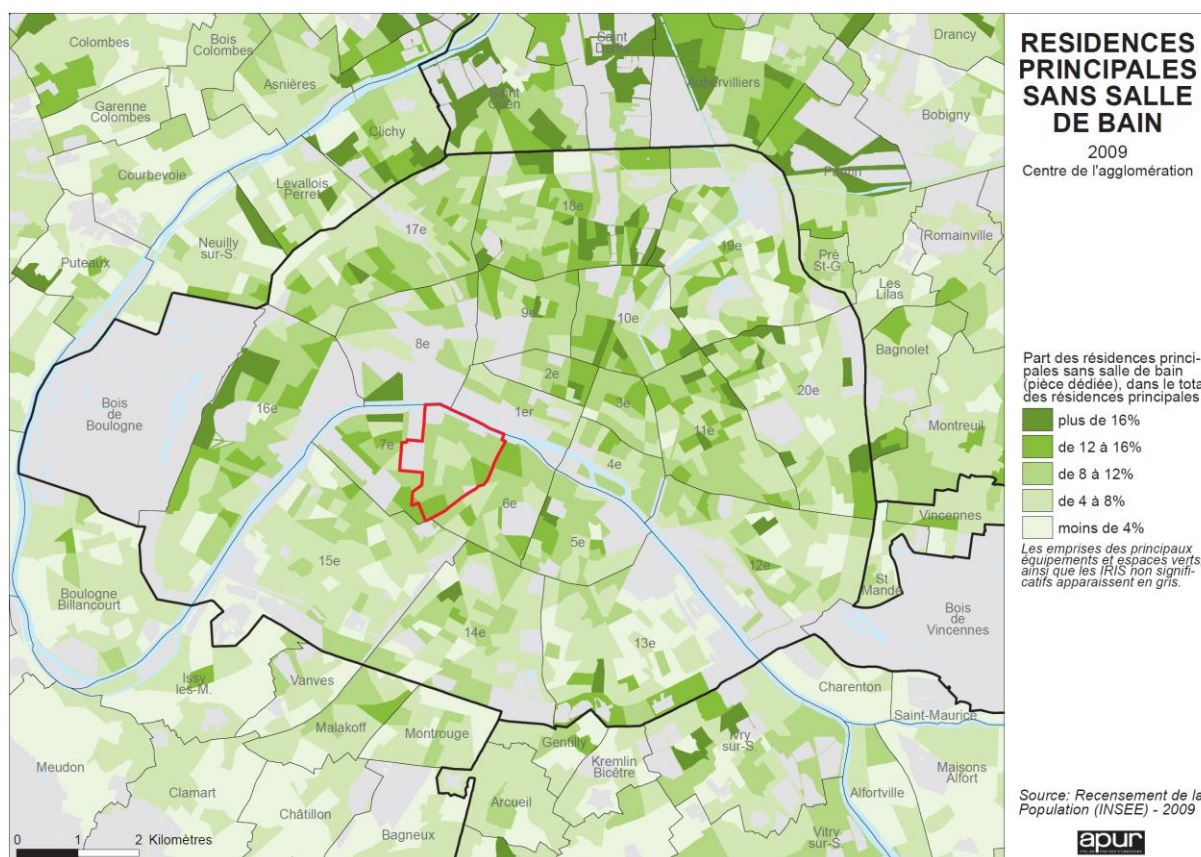 RESIDENCES
PRINCIPALES
SANS SALLE
DE BAIN
2009
Centre de l'agglomération
Part des résidences princi-
pales sans salle de bain
(pièce dédiée), dans le tota
des résidences principales
plus de 16%
de 12 à 16%
de 8 à 12%
de 4 à 8%
moins de 4%
Les emprises des principaux
équipements et espaces verts,
ainsi que les IRIS non signifi-
catifs apparaissent en gris.
Source: Recensement de la
Population (INSEE) - 2009
apur
Colombes
Bois
Colombes
Asnières
Garenne
Colombes
Courbevoie
Clichy
Levallois
Perret
Neuilly
sur-S.
Puteaux
Saint
Denis
Saint
Ouen
Aubervilliers
Drancy
Bobigny
Pantin
Romainville
Pré
St-G.
Les
Lilas
Bagnolet
Montreuil
Vincennes
St
Mandé
Bois
de
Vincennes
Bois
de
Boulogne
17e
18e
19e
8e
9e
10e
2e
1er
3e
20e
16e
7e
11e
4e
6e
5e
15e
12e
14e
13e
Boulogne
Billancourt
Issy
les-M.
Vanves
Malakoff
Montrouge
Gentilly
Kremlin
Bicêtre
Ivry
sur-S.
Charenton
Saint-Maurice
Maisons
Alfort
Alfortville
Meudon
Clamart
Châtillon
Bagneux
Arcueil
Vitry
sur-S.
0 1 2 Kilomètres